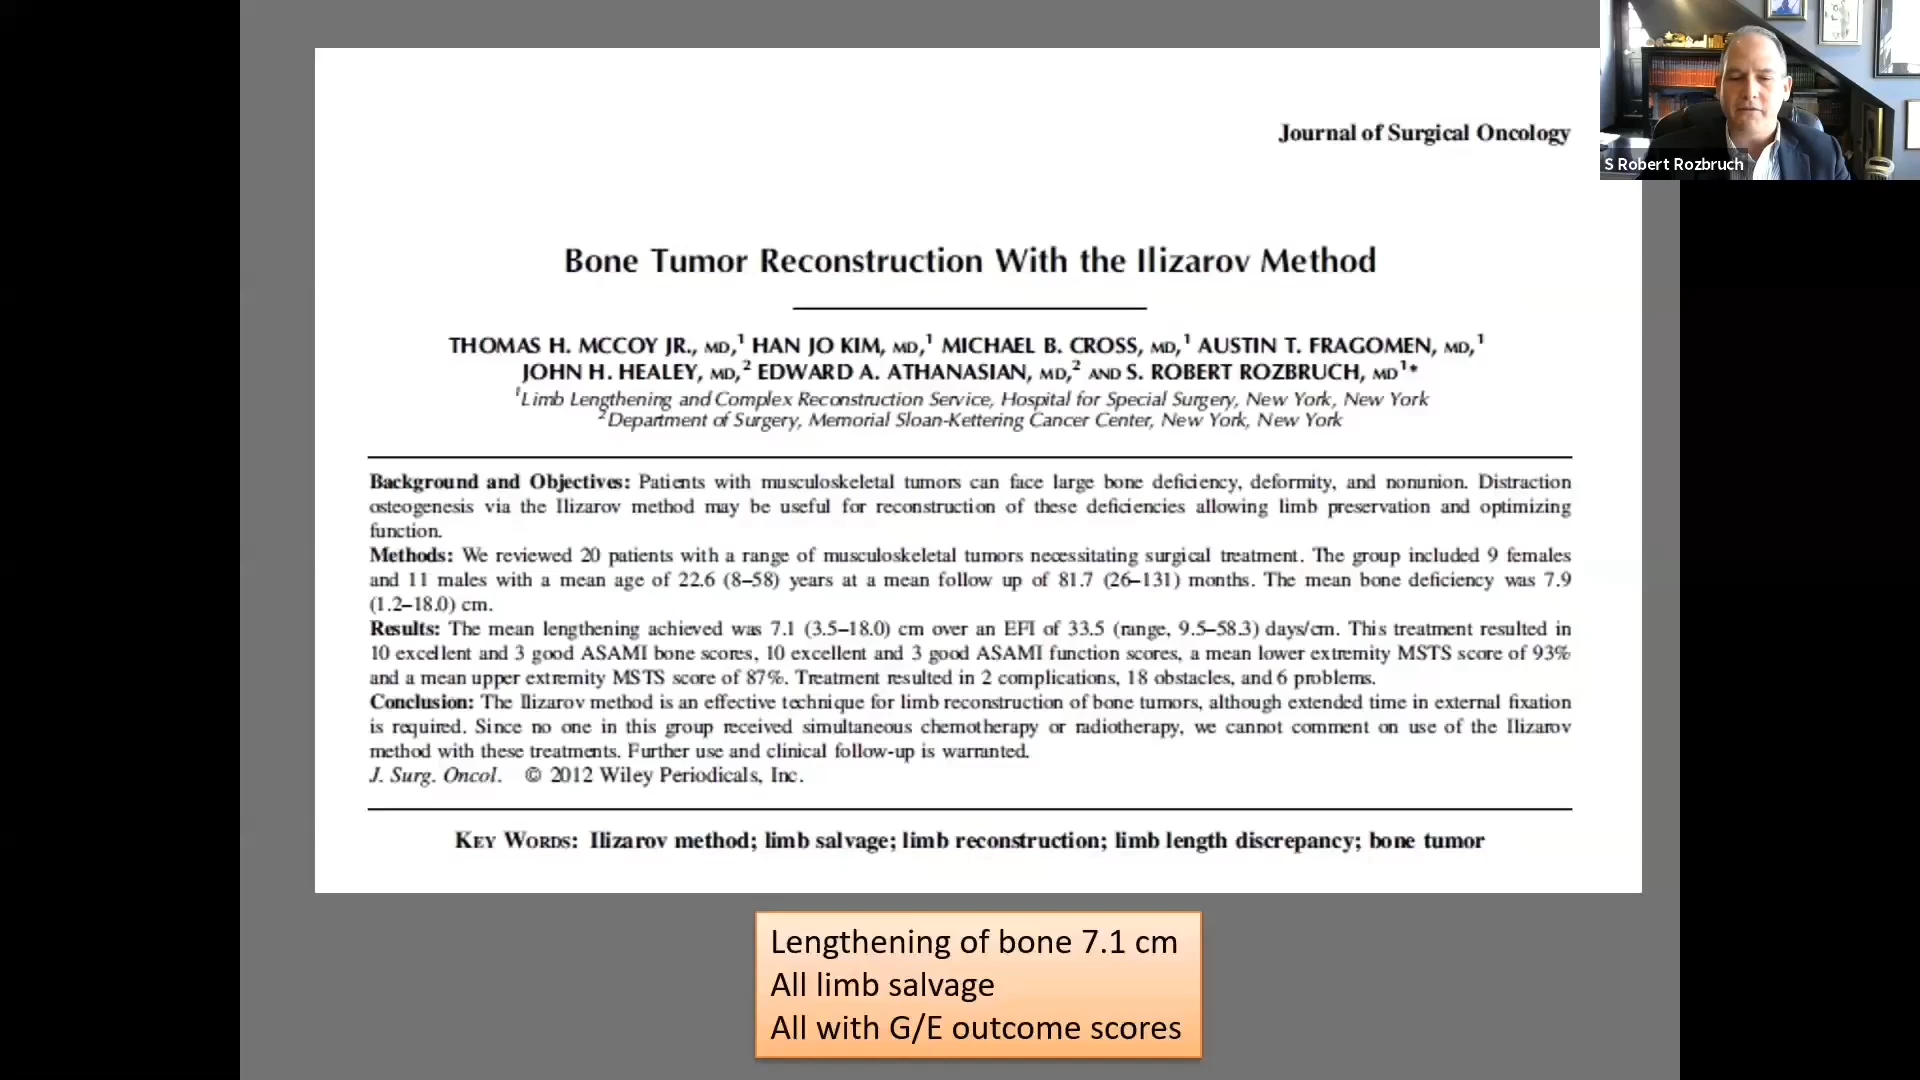 Journal of Surgical Oncology
S Robert Rozbruch
Bone Tumor Reconstruction With the Ilizarov Method
THOMAS H. MCCOY JR., MD,1 HAN JO KIM, MD,1 MICHAEL B. CROSS, MD,1 AUSTIN T. FRAGOMEN, MD,1
JOHN H. HEALEY, MD,2 EDWARD A. ATHANASIAN, MD,2 AND S. ROBERT ROZBRUCH, MD1*
1Limb Lengthening and Complex Reconstruction Service, Hospital for Special Surgery, New York, New York
2Department of Surgery, Memorial Sloan-Kettering Cancer Center, New York, New York
Background and Objectives: Patients with musculoskeletal tumors can face large bone deficiency, deformity, and nonunion. Distraction
osteogenesis via the Ilizarov method may be useful for reconstruction of these deficiencies allowing limb preservation and optimizing
function.
Methods: We reviewed 20 patients with a range of musculoskeletal tumors necessitating surgical treatment. The group included 9 females
and 11 males with a mean age of 22.6 (8–58) years at a mean follow up of 81.7 (26–131) months. The mean bone deficiency was 7.9
(1.2–18.0) cm.
Results: The mean lengthening achieved was 7.1 (3.5–18.0) cm over an EFI of 33.5 (range, 9.5–58.3) days/cm. This treatment resulted in
10 excellent and 3 good ASAMI bone scores, 10 excellent and 3 good ASAMI function scores, a mean lower extremity MSTS score of 93%
and a mean upper extremity MSTS score of 87%. Treatment resulted in 2 complications, 18 obstacles, and 6 problems.
Conclusion: The Ilizarov method is an effective technique for limb reconstruction of bone tumors, although extended time in external fixation
is required. Since no one in this group received simultaneous chemotherapy or radiotherapy, we cannot comment on use of the Ilizarov
method with these treatments. Further use and clinical follow-up is warranted.
J. Surg. Oncol. © 2012 Wiley Periodicals, Inc.
KEY WORDS: Ilizarov method; limb salvage; limb reconstruction; limb length discrepancy; bone tumor
Lengthening of bone 7.1 cm
All limb salvage
All with G/E outcome scores